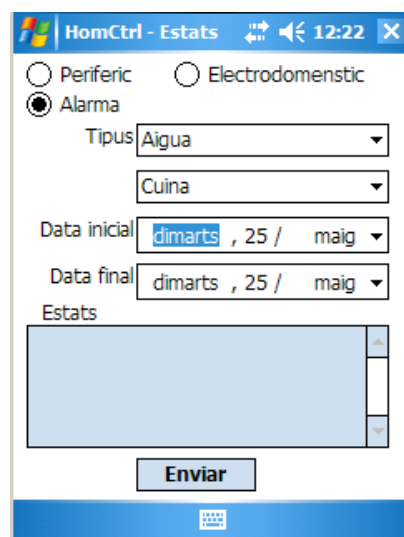 HomCtrl - Estats 12:22
Periferic Electrodomenstic
Alarma
Tipus Aigua
Cuina
Data inicial dimarts , 25 / maig
Data final dimarts , 25 / maig
Estats
Enviar